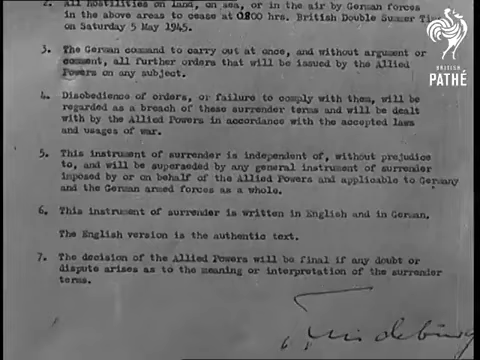 2. All hostilities on land, on sea, or in the air by German forces
in the above areas to cease at 0800 hrs. British Double Summer Ti
on Saturday 5 May 1945.
3. The German command to carry out at once, and without argument or
comment, all further orders that will be issued by the Allied
Powers on any subject.
4. Disobedience of orders, or failure to comply with them, will be
regarded as a breach of these surrender terms and will be dealt
with by the Allied Powers in accordance with the accepted laws
and usages of war.
5. This instrument of surrender is independent of, without prejudice
to, and will be superseded by any general instrument of surrender
imposed by or on behalf of the Allied Powers and applicable to Germany
and the German armed forces as a whole.
6. This instrument of surrender is written in English and in German.
The English version is the authentic text.
7. The decision of the Allied Powers will be final if any doubt or
dispute arises as to the meaning or interpretation of the surrender
terms.
BRITISH
PATHÉ